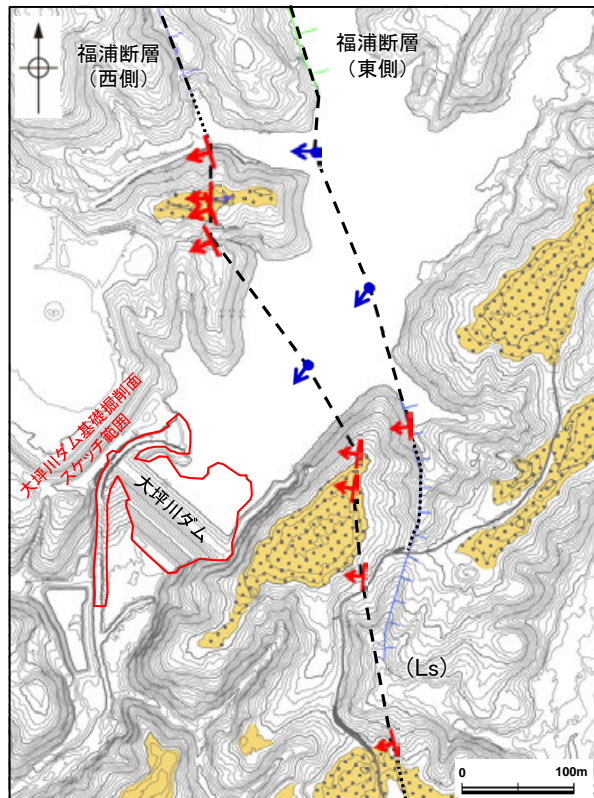 福浦断層
(西側)
福浦断層
(東側)
大坪川ダム基礎掘削面
スケッチ範囲
大坪川ダム
(Ls)
0 100m